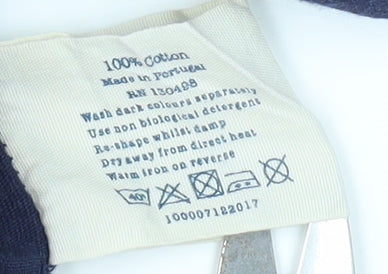 100% Cotton
Made in Portugal
RN 130498
Wash dark colours separately
Use non biological detergent
Re-shape whilst damp
Dry away from direct heat
Warm iron on reverse
40°
100007122017